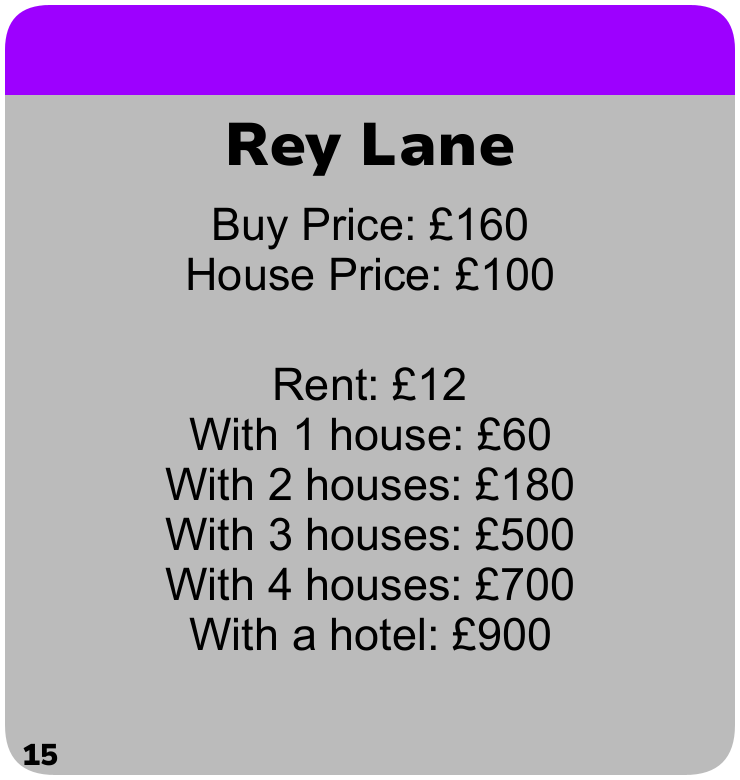 Rey Lane
Buy Price: £160
House Price: £100
Rent: £12
With 1 house: £60
With 2 houses: £180
With 3 houses: £500
With 4 houses: £700
With a hotel: £900
15